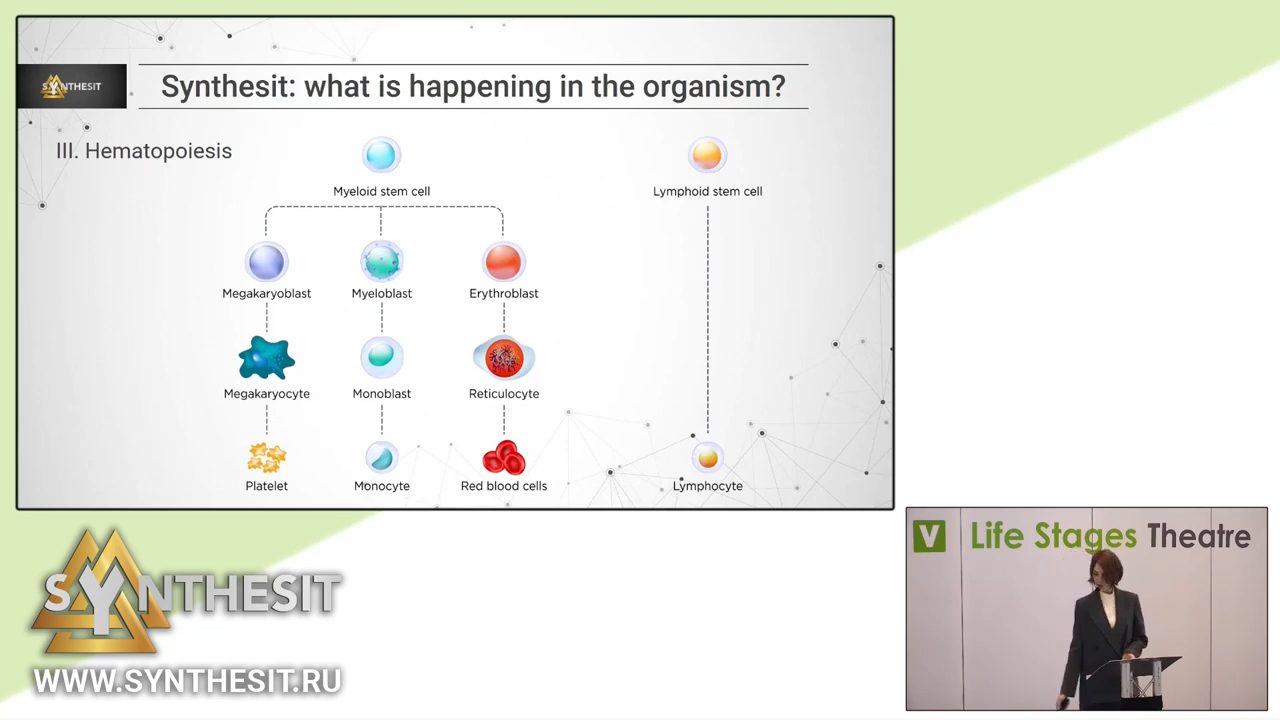 SYNTHESIT
Synthesit: what is happening in the organism?
III. Hematopoiesis
Myeloid stem cell
Lymphoid stem cell
Megakaryoblast
Myeloblast
Erythroblast
Megakaryocyte
Monoblast
Reticulocyte
Platelet
Monocyte
Red blood cells
Lymphocyte
V Life Stages Theatre
SYNTHESIT
WWW.SYNTHESIT.RU